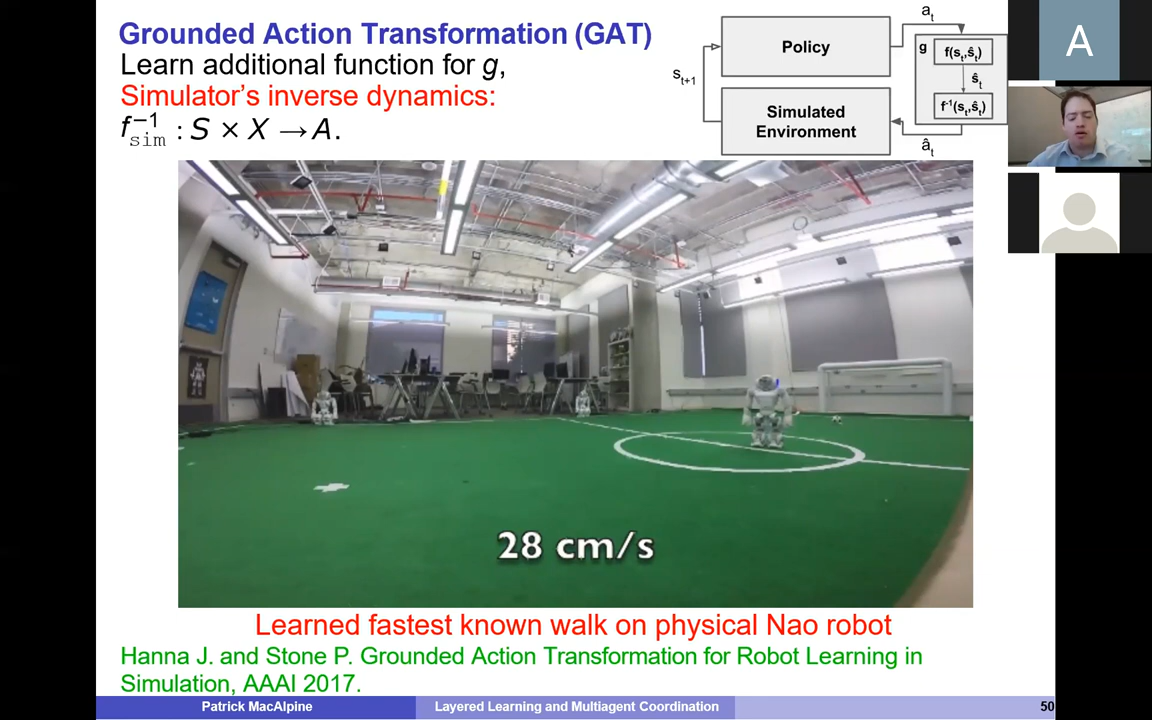 Grounded Action Transformation (GAT)
Learn additional function for g,
Simulator's inverse dynamics:
f⁻¹sim : S × X → A.
Policy
Simulated
Environment
sₜ₊₁
aₜ
g
f(sₜ,ŝₜ)
ŝₜ
f⁻¹(sₜ,ŝₜ)
âₜ
A
28 cm/s
Learned fastest known walk on physical Nao robot
Hanna J. and Stone P. Grounded Action Transformation for Robot Learning in
Simulation, AAAI 2017.
Patrick MacAlpine
Layered Learning and Multiagent Coordination
50